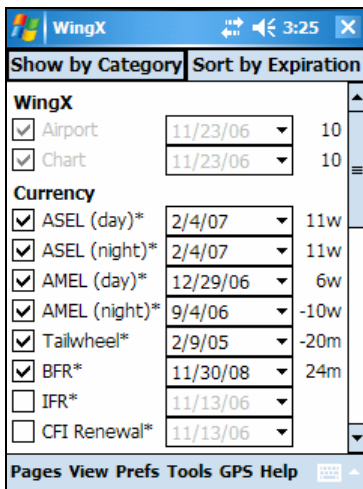 WingX 3:25
Show by Category Sort by Expiration
WingX
Airport 11/23/06 10
Chart 11/23/06 10
Currency
ASEL (day)* 2/4/07 11w
ASEL (night)* 2/4/07 11w
AMEL (day)* 12/29/06 6w
AMEL (night)* 9/4/06 -10w
Tailwheel* 2/9/05 -20m
BFR* 11/30/08 24m
IFR* 11/13/06
CFI Renewal* 11/13/06
Pages View Prefs Tools GPS Help